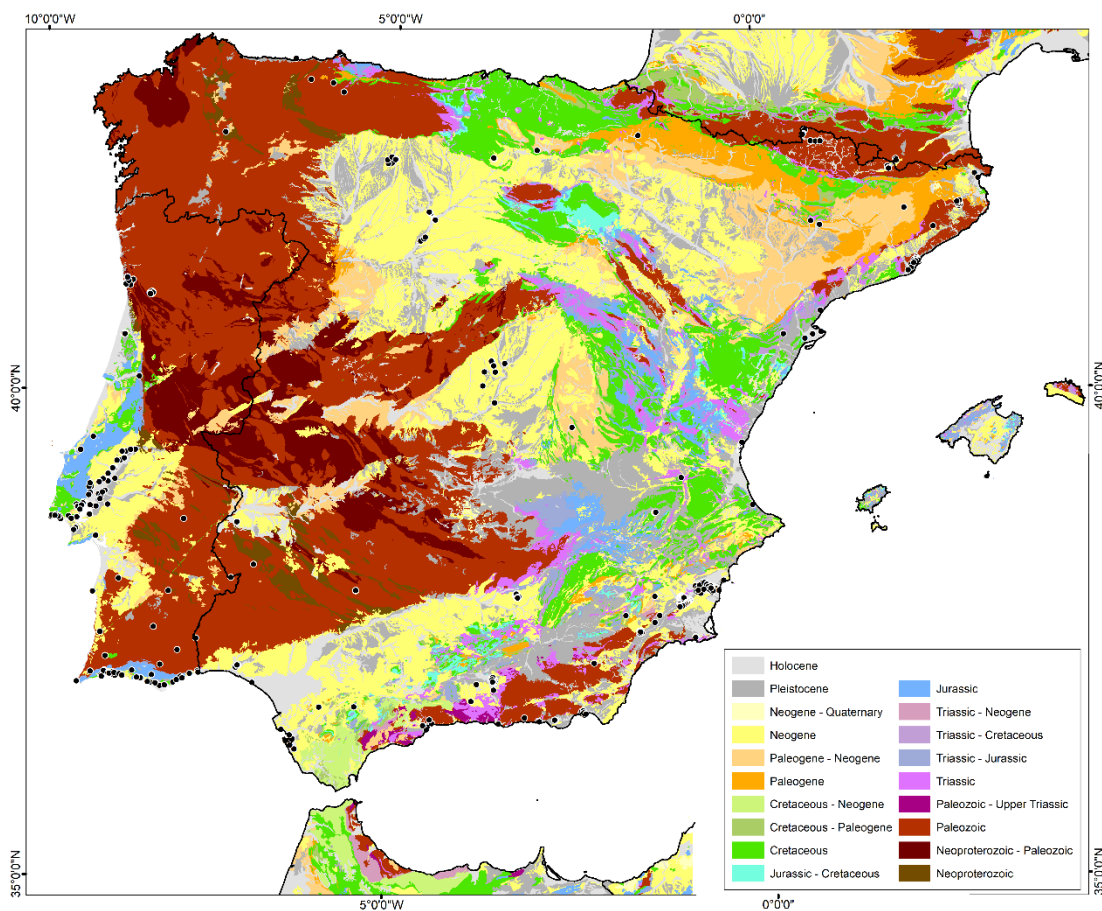 10°0'0"W
5°0'0"W
0°0'0"
40°0'0"N
40°0'0"N
35°0'0"N
35°0'0"N
5°0'0"W
0°0'0"
Holocene
Pleistocene
Neogene - Quaternary
Neogene
Paleogene - Neogene
Paleogene
Cretaceous - Neogene
Cretaceous - Paleogene
Cretaceous
Jurassic - Cretaceous
Jurassic
Triassic - Neogene
Triassic - Cretaceous
Triassic - Jurassic
Triassic
Paleozoic - Upper Triassic
Paleozoic
Neoproterozoic - Paleozoic
Neoproterozoic